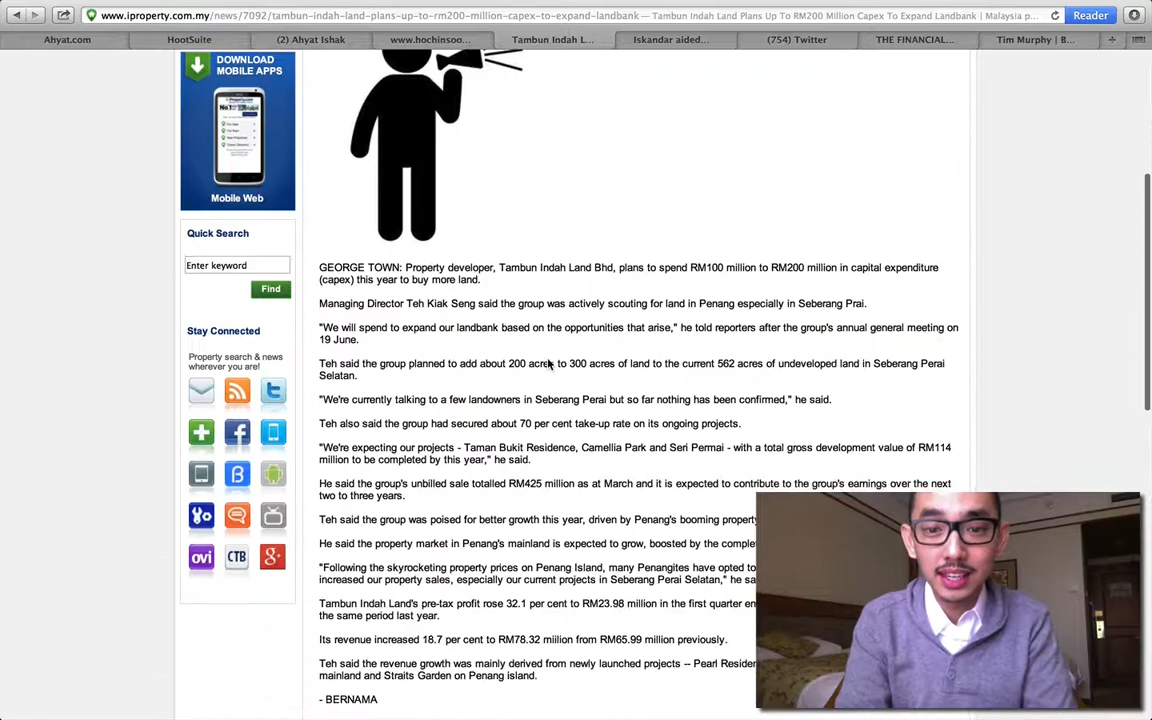 www.iproperty.com.my/news/7092/tambun-indah-land-plans-up-to-rm200-million-capex-to-expand-landbank — Tambun Indah Land Plans Up To RM200 Million Capex To Expand Landbank | Malaysia p...
Reader
Ahyat.com
HootSuite
(2) Ahyat Ishak
www.hochinsoo...
Tambun Indah L...
Iskandar aided...
(754) Twitter
THE FINANCIAL...
Tim Murphy | B...
DOWNLOAD
MOBILE APPS
Mobile Web
Quick Search
Enter keyword
Find
Stay Connected
Property search & news
wherever you are!
ovi
CTB
GEORGE TOWN: Property developer, Tambun Indah Land Bhd, plans to spend RM100 million to RM200 million in capital expenditure
(capex) this year to buy more land.
Managing Director Teh Kiak Seng said the group was actively scouting for land in Penang especially in Seberang Prai.
"We will spend to expand our landbank based on the opportunities that arise," he told reporters after the group's annual general meeting on
19 June.
Teh said the group planned to add about 200 acres to 300 acres of land to the current 562 acres of undeveloped land in Seberang Perai
Selatan.
"We're currently talking to a few landowners in Seberang Perai but so far nothing has been confirmed," he said.
Teh also said the group had secured about 70 per cent take-up rate on its ongoing projects.
"We're expecting our projects - Taman Bukit Residence, Camellia Park and Seri Permai - with a total gross development value of RM114
million to be completed by this year," he said.
He said the group's unbilled sale totalled RM425 million as at March and it is expected to contribute to the group's earnings over the next
two to three years.
Teh said the group was poised for better growth this year, driven by Penang's booming property
He said the property market in Penang's mainland is expected to grow, boosted by the comple
"Following the skyrocketing property prices on Penang Island, many Penangites have opted to
increased our property sales, especially our current projects in Seberang Perai Selatan," he sa
Tambun Indah Land's pre-tax profit rose 32.1 per cent to RM23.98 million in the first quarter en
the same period last year.
Its revenue increased 18.7 per cent to RM78.32 miilion from RM65.99 million previously.
Teh said the revenue growth was mainly derived from newly launched projects -- Pearl Residen
mainland and Straits Garden on Penang island.
- BERNAMA